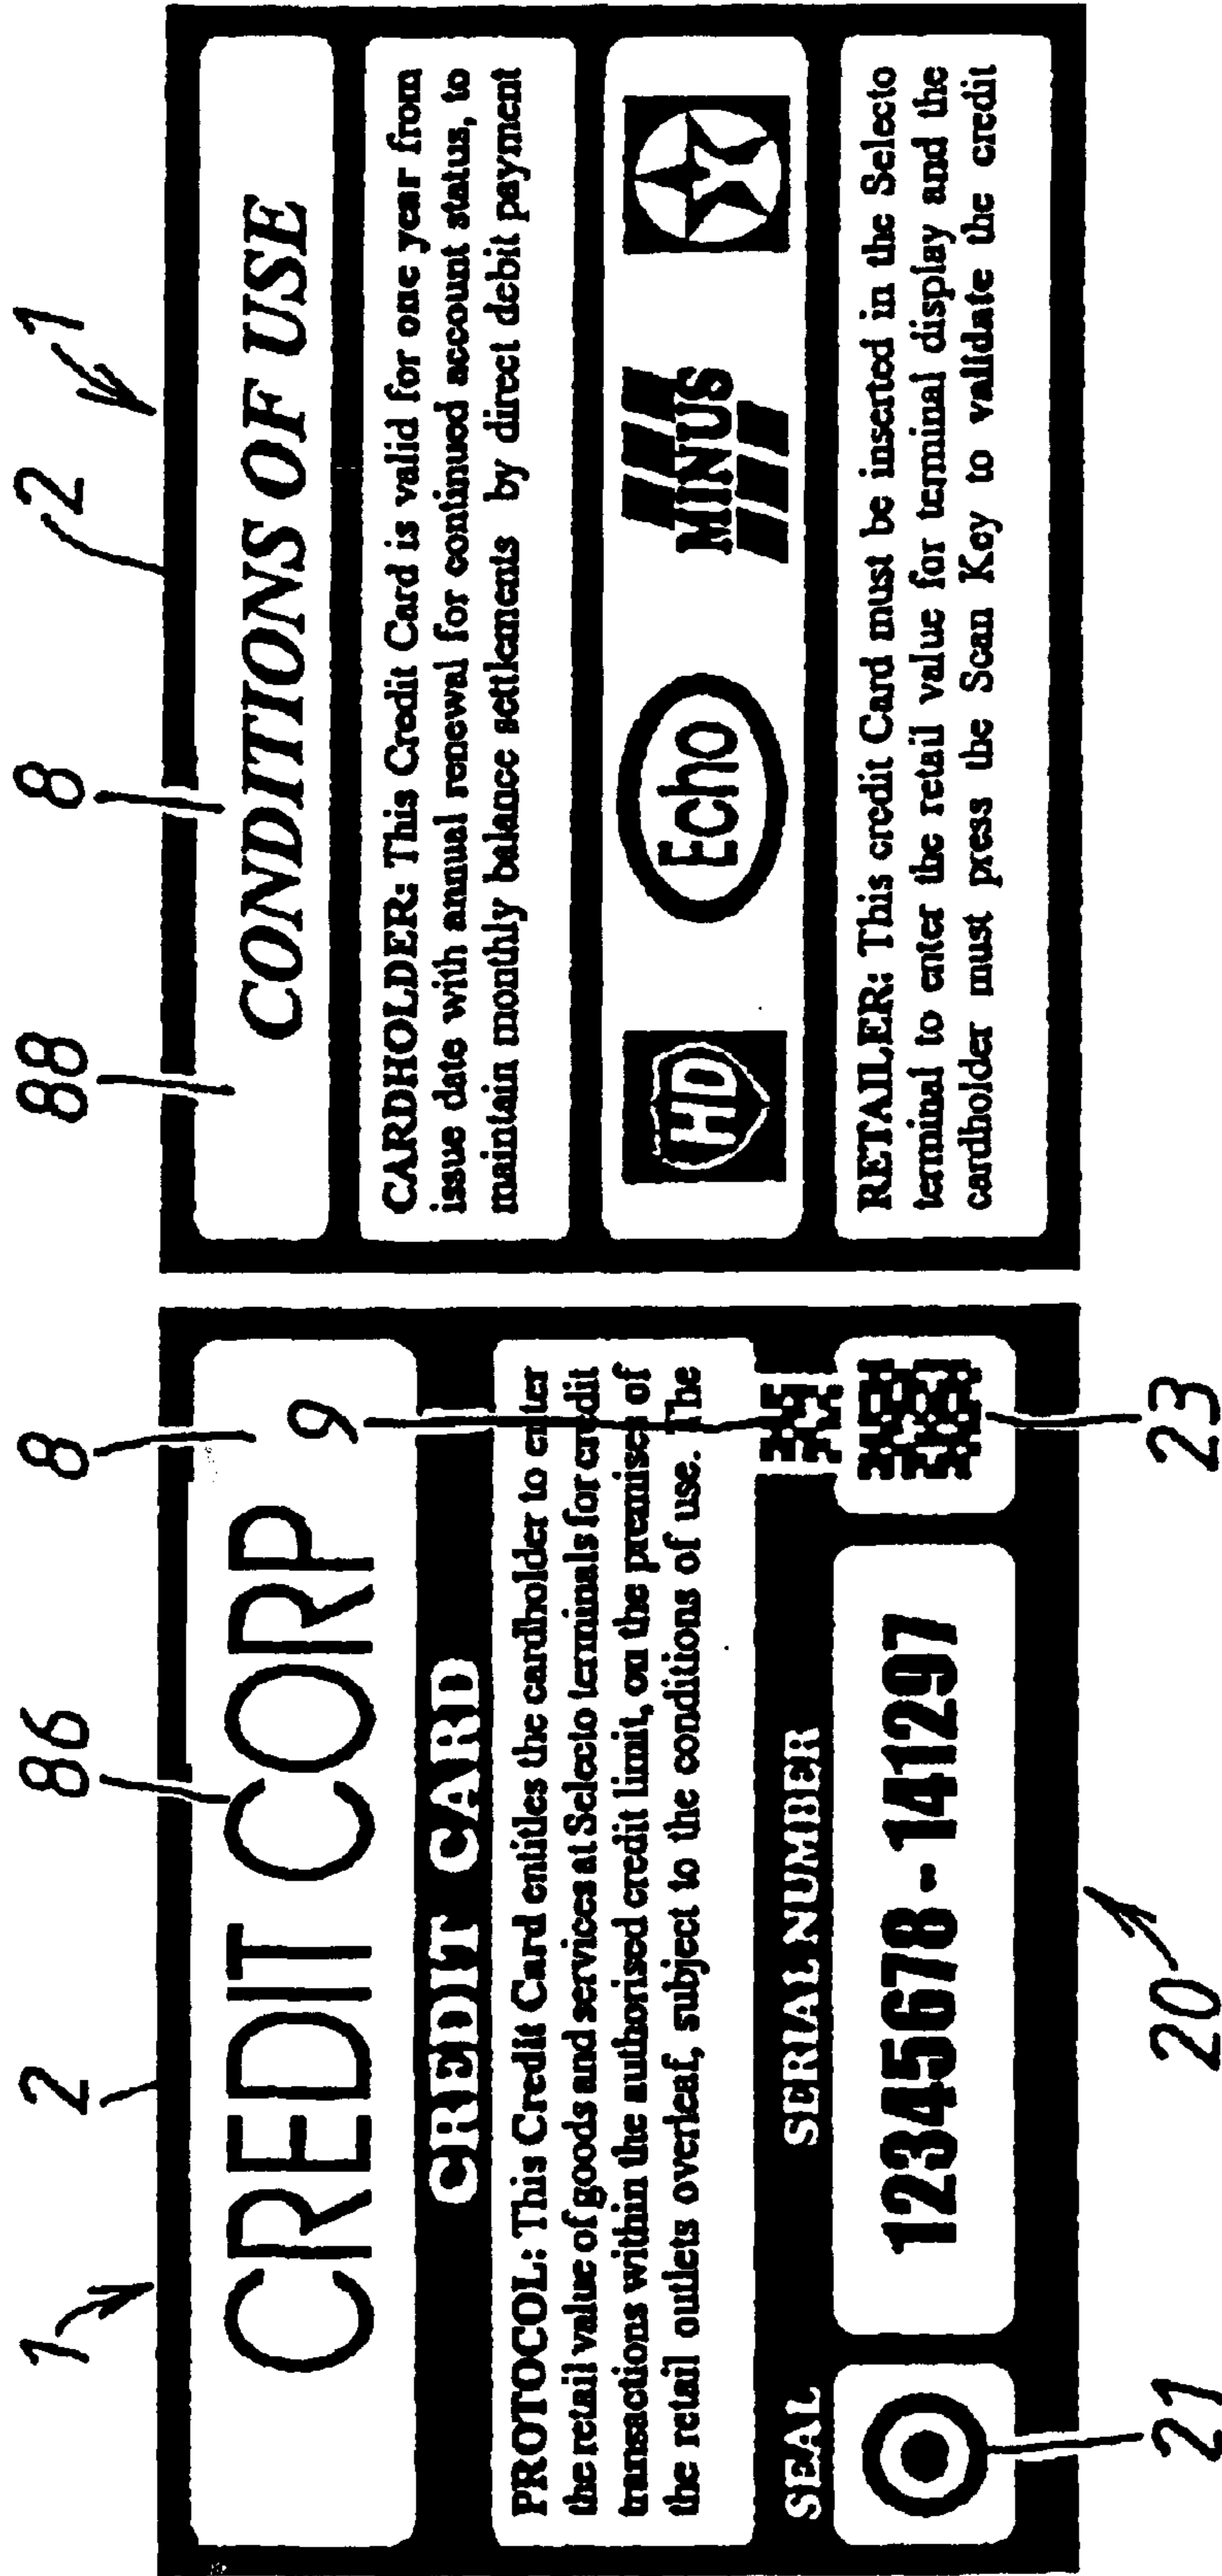 1
2
86
8
CREDIT CORP
9
CREDIT CARD
PROTOCOL: This Credit Card entitles the cardholder to enter
the retail value of goods and services at Selecto terminals for credit
transactions within the authorised credit limit, on the premises of
the retail outlets overleaf, subject to the conditions of use. The
SEAL
SERIAL NUMBER
12345678 - 141297
21
20
23
88
8
2
1
CONDITIONS OF USE
CARDHOLDER: This Credit Card is valid for one year from
issue date with annual renewal for continued account status, to
maintain monthly balance settlements by direct debit payment
HD
Echo
MINUS
RETAILER: This credit Card must be inserted in the Selecto
terminal to enter the retail value for terminal display and the
cardholder must press the Scan Key to validate the credit